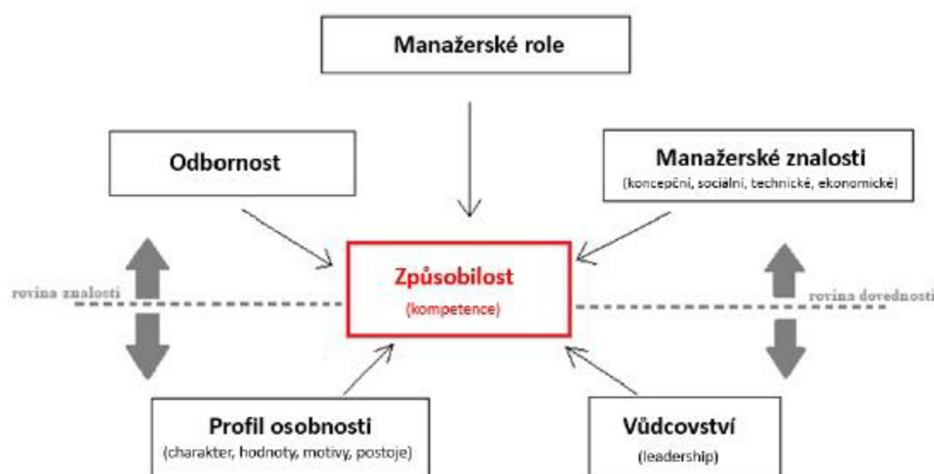 Manažerské role
Odbornost
Manažerské znalosti
(koncepční, sociální, technické, ekonomické)
Způsobilost
(kompetence)
rovina znalostí
rovina dovedností
Profil osobnosti
(charakter, hodnoty, motivy, postoje)
Vůdcovství
(leadership)